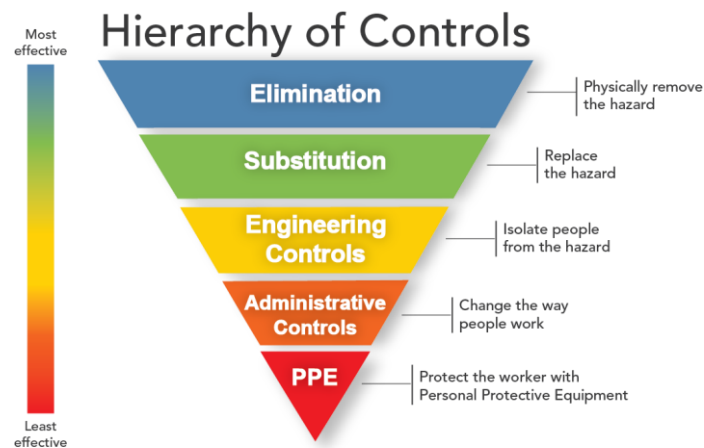 Hierarchy of Controls
Most
effective
Elimination
Physically remove
the hazard
Substitution
Replace
the hazard
Engineering
Controls
Isolate people
from the hazard
Administrative
Controls
Change the way
people work
PPE
Protect the worker with
Personal Protective Equipment
Least
effective